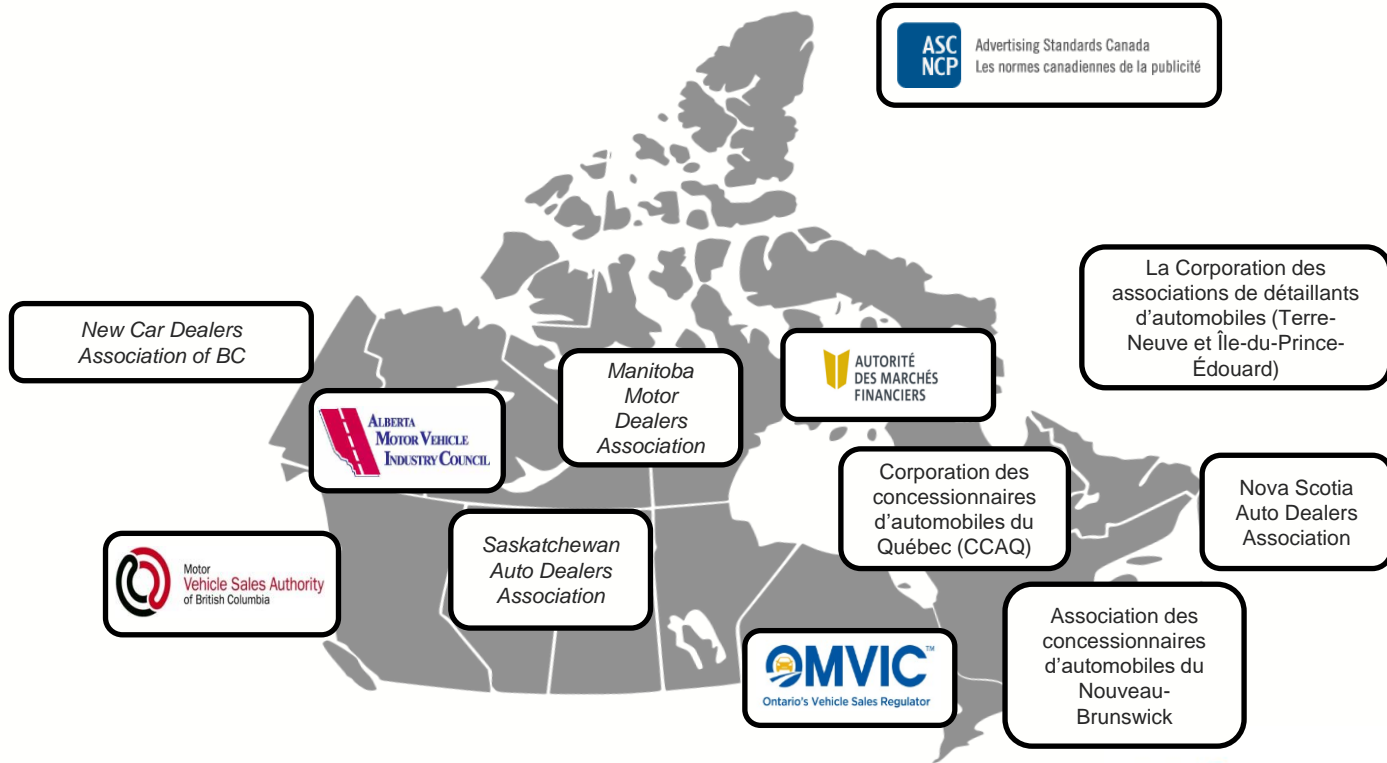 ASC
NCP
Advertising Standards Canada
Les normes canadiennes de la publicité
La Corporation des
associations de détaillants
d’automobiles (Terre-
Neuve et Île-du-Prince-
Édouard)
New Car Dealers
Association of BC
AUTORITÉ
DES MARCHÉS
FINANCIERS
Manitoba
Motor
Dealers
Association
ALBERTA
MOTOR VEHICLE
INDUSTRY COUNCIL
Corporation des
concessionnaires
d’automobiles du
Québec (CCAQ)
Nova Scotia
Auto Dealers
Association
Saskatchewan
Auto Dealers
Association
Motor
Vehicle Sales Authority
of British Columbia
Association des
concessionnaires
d’automobiles du
Nouveau-
Brunswick
OMVIC™
Ontario's Vehicle Sales Regulator